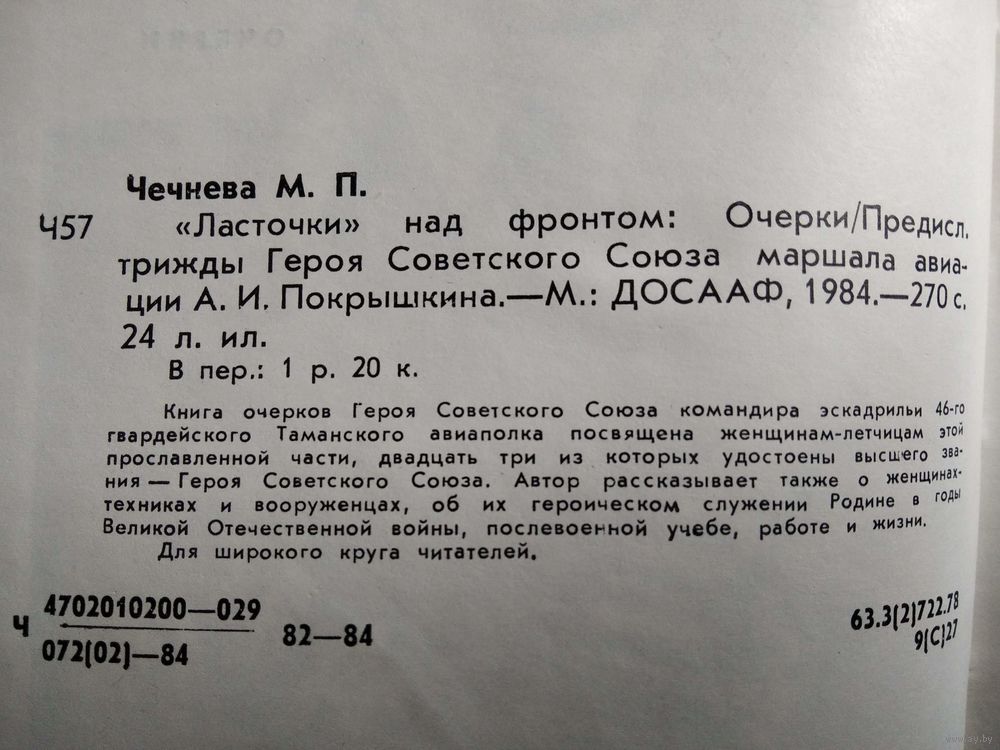 Чечнева М. П.
Ч57 «Ласточки» над фронтом: Очерки/Предисл.
трижды Героя Советского Союза маршала авиа-
ции А. И. Покрышкина.—М.: ДОСААФ, 1984.—270 с.
24 л. ил.
В пер.: 1 р. 20 к.
Книга очерков Героя Советского Союза командира эскадрильи 46-го
гвардейского Таманского авиаполка посвящена женщинам-летчицам этой
прославленной части, двадцать три из которых удостоены высшего зва-
ния — Героя Советского Союза. Автор рассказывает также о женщинах-
техниках и вооруженцах, об их героическом служении Родине в годы
Великой Отечественной войны, послевоенной учебе, работе и жизни.
Для широкого круга читателей.
Ч 4702010200—029
072(02)—84
82—84
63.3(2)722.78
9(С)27
www.ay.by